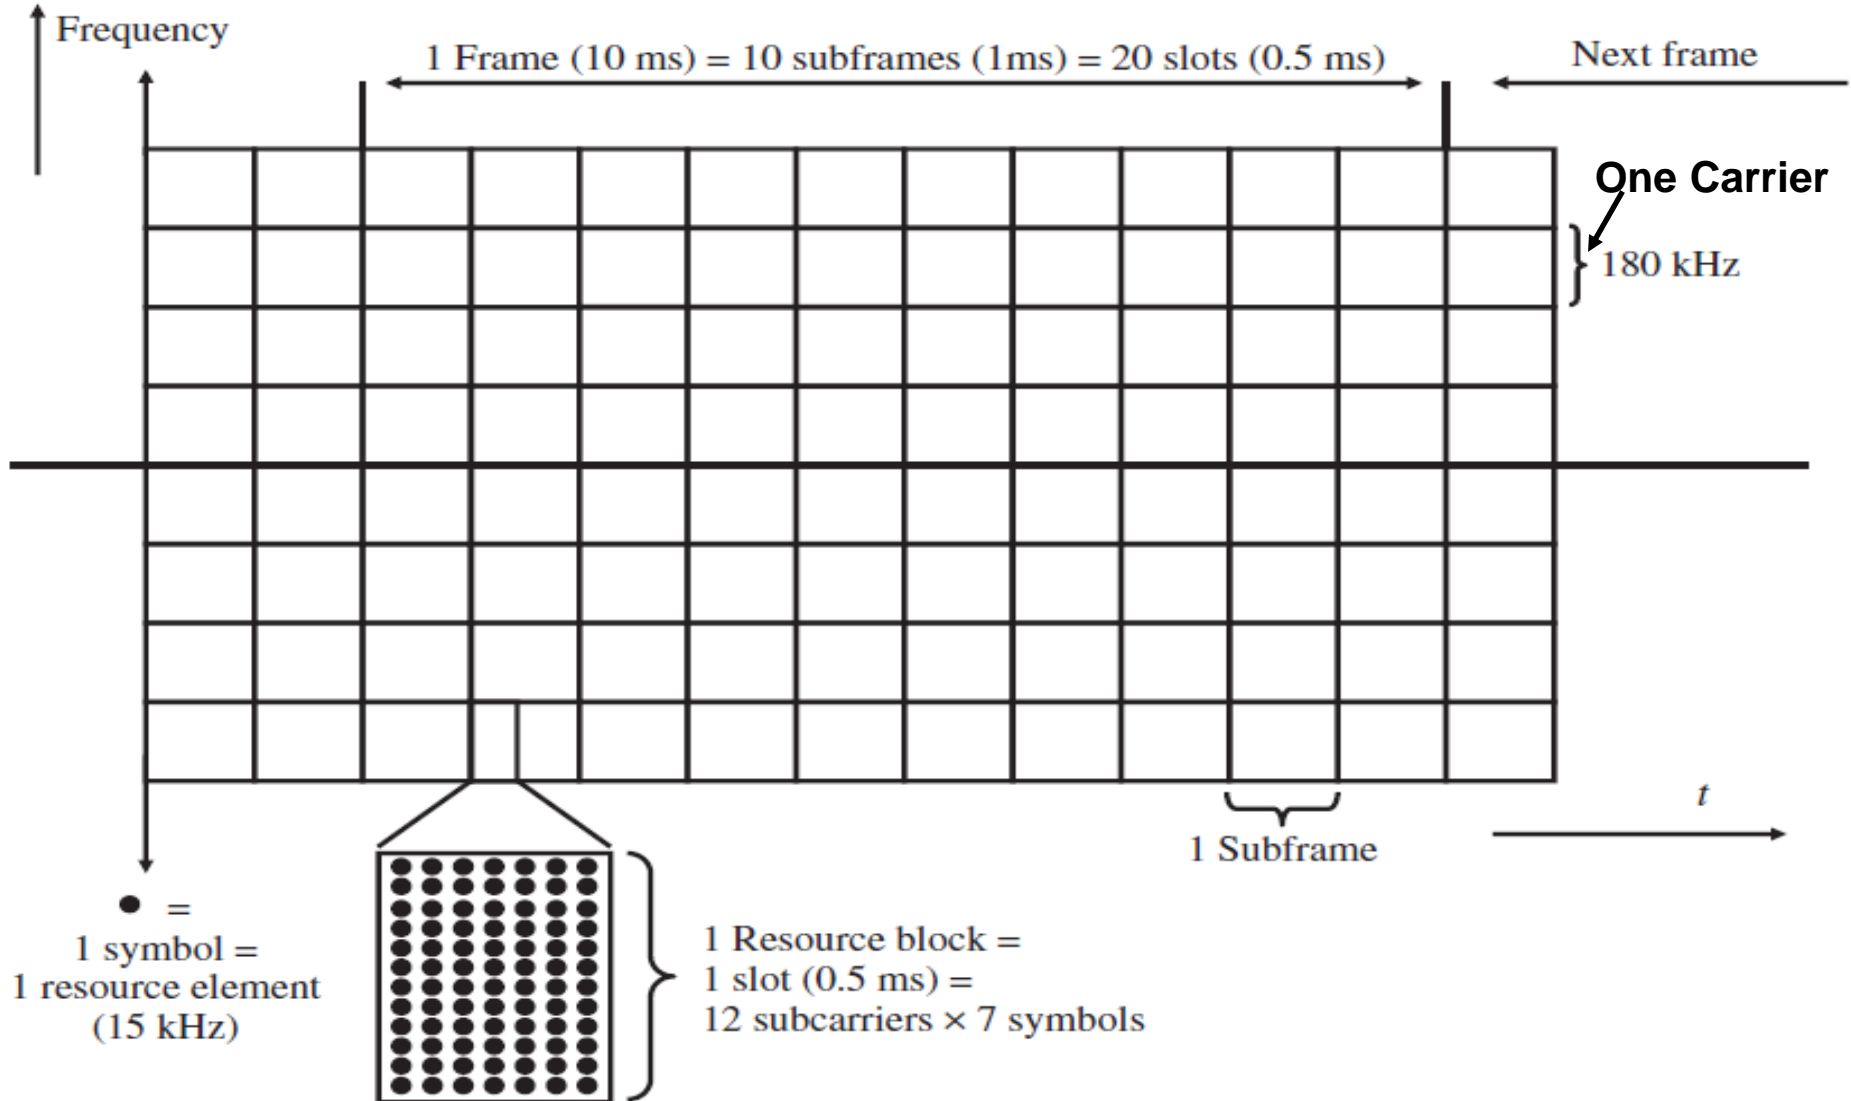 Frequency
1 Frame (10 ms) = 10 subframes (1ms) = 20 slots (0.5 ms)
Next frame
One Carrier
180 kHz
t
1 Subframe
=
1 symbol =
1 resource element
(15 kHz)
1 Resource block =
1 slot (0.5 ms) =
12 subcarriers × 7 symbols